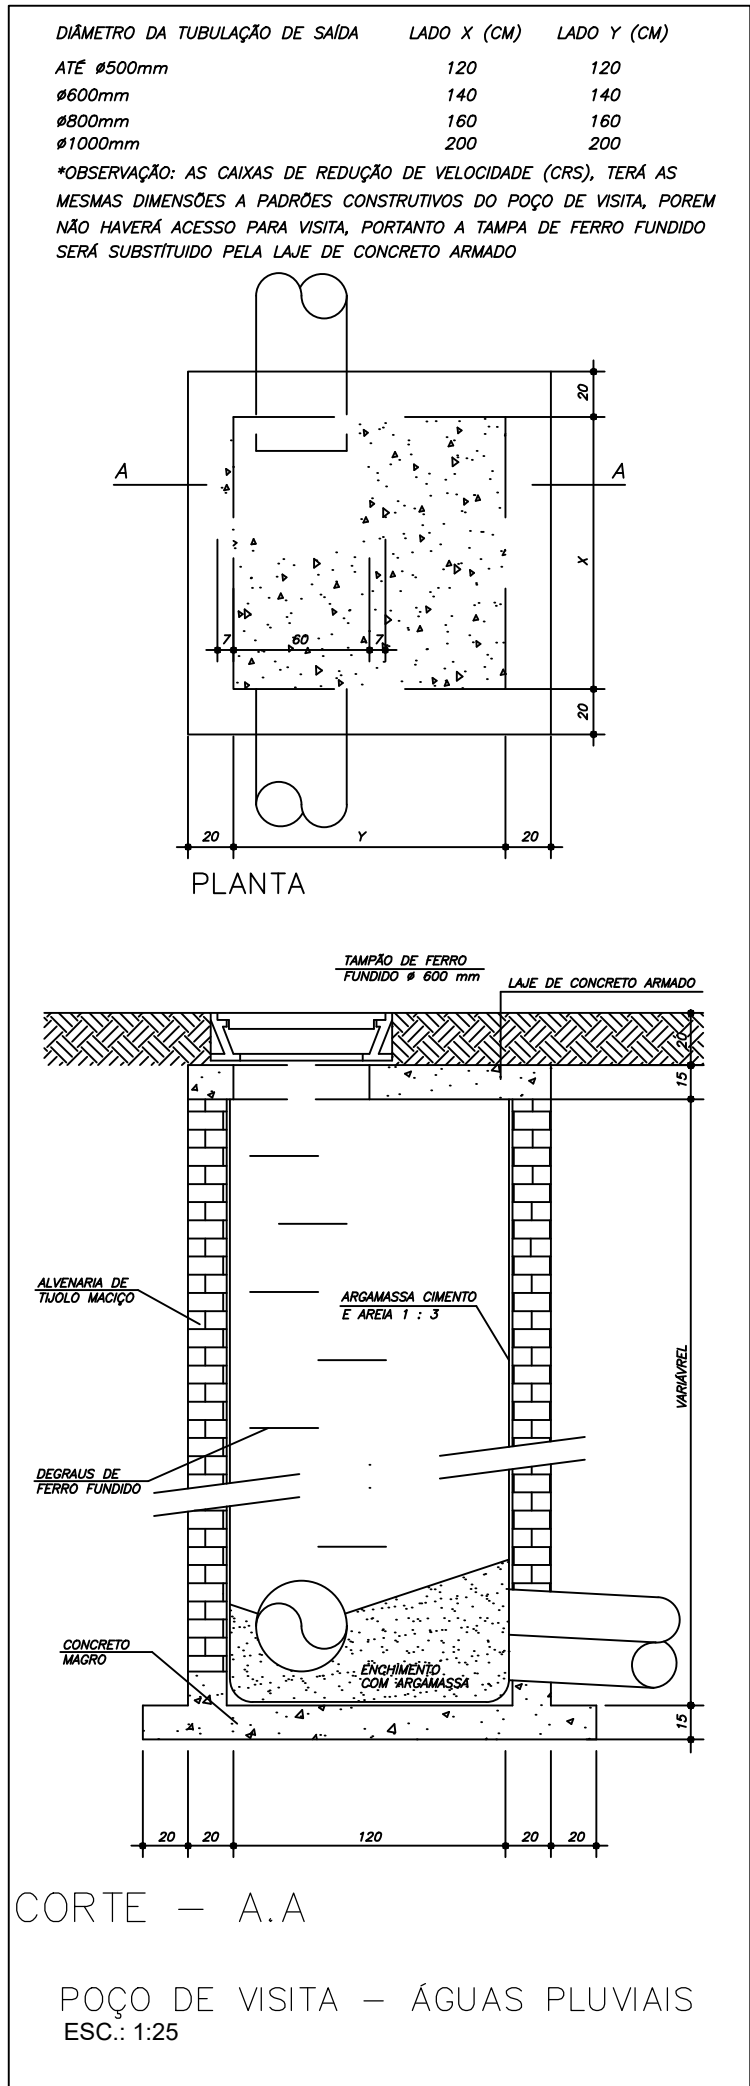 DIÂMETRO DA TUBULAÇÃO DE SAÍDA LADO X (CM) LADO Y (CM)
ATÉ ø500mm 120 120
ø600mm 140 140
ø800mm 160 160
ø1000mm 200 200
*OBSERVAÇÃO: AS CAIXAS DE REDUÇÃO DE VELOCIDADE (CRS), TERÁ AS
MESMAS DIMENSÕES A PADRÕES CONSTRUTIVOS DO POÇO DE VISITA, POREM
NÃO HAVERÁ ACESSO PARA VISITA, PORTANTO A TAMPA DE FERRO FUNDIDO
SERÁ SUBSTÍTUIDO PELA LAJE DE CONCRETO ARMADO
20
A A
X
7 60 7
20
20 Y 20
PLANTA
TAMPÃO DE FERRO
FUNDIDO ø 600 mm
LAJE DE CONCRETO ARMADO
20
15
ALVENARIA DE
TIJOLO MACIÇO
ARGAMASSA CIMENTO
E AREIA 1 : 3
VARIÁVREL
DEGRAUS DE
FERRO FUNDIDO
CONCRETO
MAGRO
ENCHIMENTO
COM ARGAMASSA
15
20 20 120 20 20
CORTE - A.A
POÇO DE VISITA - ÁGUAS PLUVIAIS
ESC.: 1:25